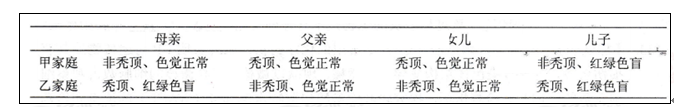 母亲 父亲 女儿 儿子
甲家庭 非秃顶、色觉正常 秃顶、色觉正常 秃顶、色觉正常 非秃顶、红绿色盲
乙家庭 秃顶、红绿色盲 非秃顶、色觉正常 非秃顶、色觉正常 秃顶、红绿色盲